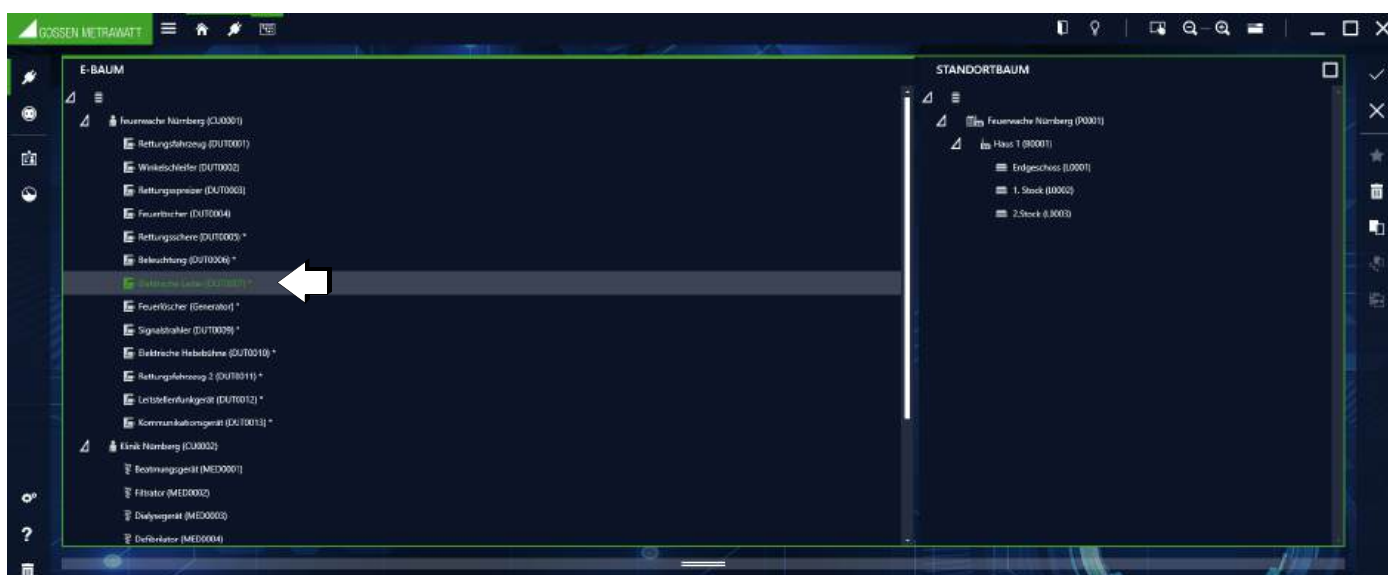 GOSSEN METRAWATT
E-BAUM
Feuerwache Nürnberg (CU0001)
Rettungsfahrzeug (DUT0001)
Winkelschleifer (DUT0002)
Rettungsspreizer (DUT0003)
Feuerlöscher (DUT0004)
Rettungsschere (DUT0005) *
Beleuchtung (DUT0006) *
Elektrische Leiter (DUT0007) *
Feuerlöscher (Generator) *
Signalstrahler (DUT0009) *
Elektrische Hebebühne (DUT0010) *
Rettungsfahrzeug 2 (DUT0011) *
Leitstellenfunkgerät (DUT0012) *
Kommunikationsgerät (DUT0013) *
Klinik Nürnberg (CU0002)
Beatmungsgerät (MED0001)
Filtrator (MED0002)
Dialysegerät (MED0003)
Defibrilator (MED0004)
STANDORTBAUM
Feuerwache Nürnberg (P0001)
Haus 1 (B0001)
Erdgeschoss (L0001)
1. Stock (L0002)
2.Stock (L0003)